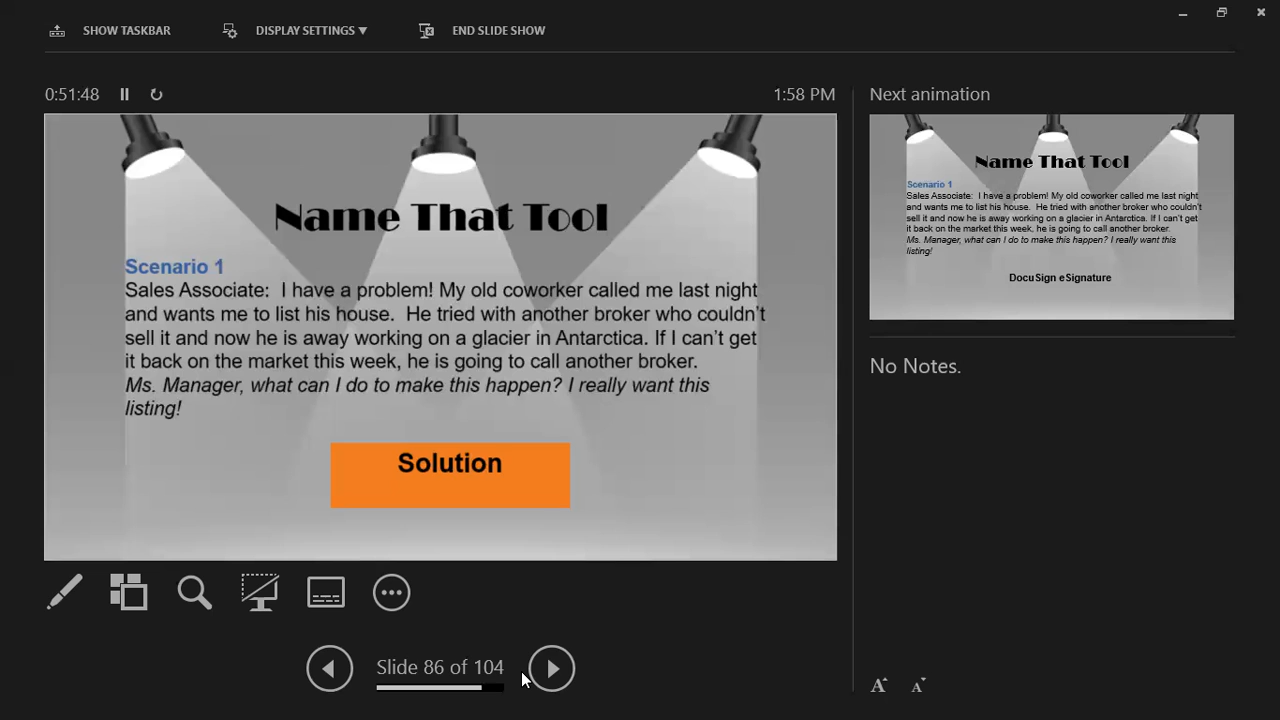 SHOW TASKBAR
DISPLAY SETTINGS ▼
END SLIDE SHOW
0:51:48
1:58 PM
Name That Tool
Scenario 1
Sales Associate:  I have a problem! My old coworker called me last night
and wants me to list his house.  He tried with another broker who couldn’t
sell it and now he is away working on a glacier in Antarctica. If I can’t get
it back on the market this week, he is going to call another broker.
Ms. Manager, what can I do to make this happen? I really want this
listing!
Solution
Slide 86 of 104
Next animation
Name That Tool
Scenario 1
Sales Associate:  I have a problem! My old coworker called me last night
and wants me to list his house.  He tried with another broker who couldn’t
sell it and now he is away working on a glacier in Antarctica. If I can’t get
it back on the market this week, he is going to call another broker.
Ms. Manager, what can I do to make this happen? I really want this
listing!
DocuSign eSignature
No Notes.
A A